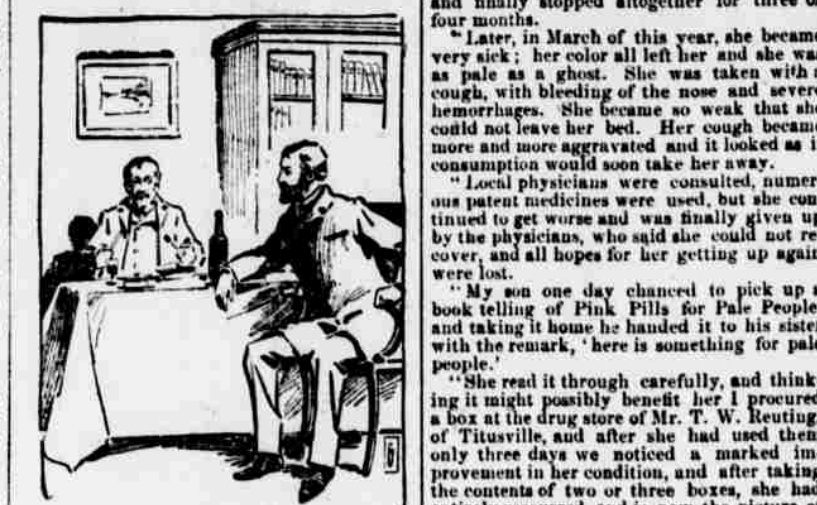 and finally stopped altogether for three or
four months.
"Later, in March of this year, she became
very sick; her color all left her and she was
as pale as a ghost. She was taken with a
cough, with bleeding of the nose and severe
hemorrhages. She became so weak that she
could not leave her bed. Her cough became
more and more aggravated and it looked as if
consumption would soon take her away.
"Local physicians were consulted, numer
ous patent medicines were used, but she con
tinued to get worse and was finally given up
by the physicians, who said she could not re
cover, and all hopes for her getting up again
were lost.
"My son one day chanced to pick up a
book telling of Pink Pills for Pale People
and taking it home he handed it to his sister
with the remark, 'here is something for pale
people.'
"She read it through carefully, and think
ing it might possibly benefit her I procured
a box at the drug store of Mr. T. W. Reuting,
of Titusville, and after she had used them
only three days we noticed a marked im
provement in her condition, and after taking
the contents of two or three boxes, she had